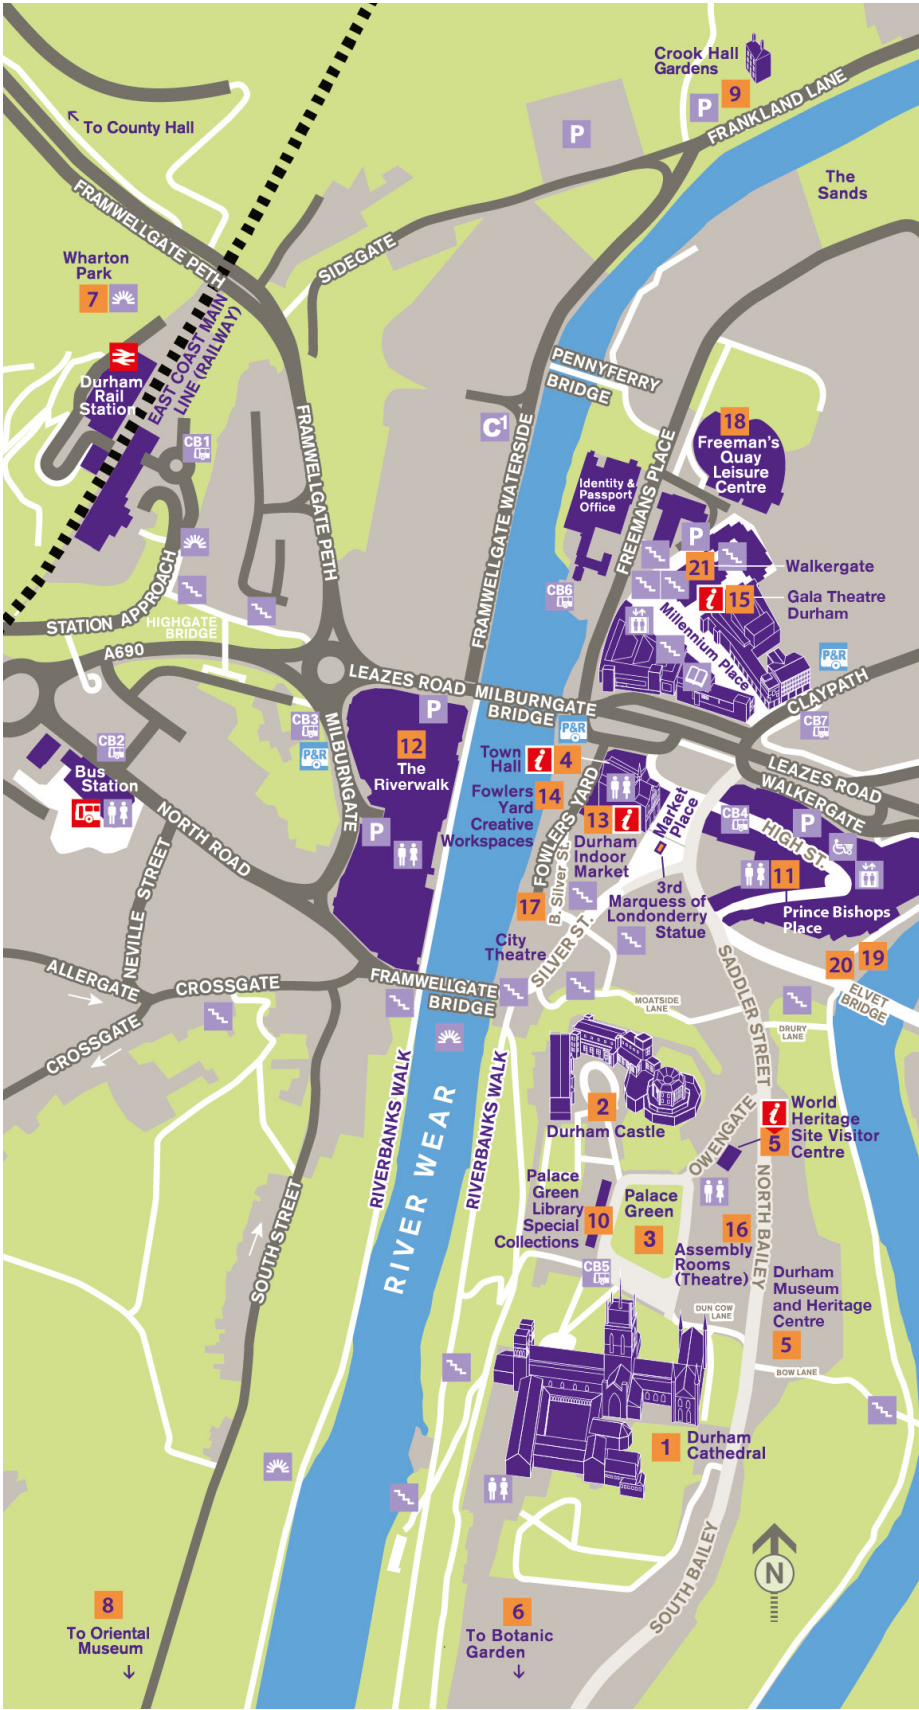 Crook Hall
Gardens
9
P
P
FRANKLAND LANE
To County Hall
The
Sands
FRAMWELLGATE PETH
SIDEGATE
Wharton
Park
7
EAST COAST MAIN
LINE (RAILWAY)
Durham
Rail
Station
PENNYFERRY
BRIDGE
CB1
C1
FRAMWELLGATE PETH
FRAMWELLGATE WATERSIDE
FREEMANS PLACE
18
Freeman's
Quay
Leisure
Centre
Identity &
Passport
Office
P
21
Walkergate
i
15
Gala Theatre
Durham
CB6
Millennium Place
STATION APPROACH
HIGHGATE
BRIDGE
A690
P&R
LEAZES ROAD
MILBURNGATE
BRIDGE
CLAYPATH
CB7
P&R
CB3
P&R
MILBURNGATE
P
12
The
Riverwalk
P
CB2
Bus
Station
Town
Hall
i
4
Fowlers
Yard
Creative
Workspaces
14
FOWLERS YARD
B. Silver St.
13
i
Durham
Indoor
Market
Market
Place
3rd
Marquess of
Londonderry
Statue
LEAZES ROAD
WALKERGATE
CB4
P
HIGH ST.
11
Prince Bishops
Place
NORTH ROAD
NEVILLE STREET
17
City
Theatre
SILVER ST.
20
19
ELVET
BRIDGE
SADDLER STREET
ALLERGATE
CROSSGATE
CROSSGATE
FRAMWELLGATE
BRIDGE
MOATSIDE
LANE
DRURY
LANE
RIVERBANKS WALK
RIVER WEAR
RIVERBANKS WALK
2
Durham Castle
OWENGATE
i
5
World
Heritage
Site Visitor
Centre
Palace
Green
Library
Special
Collections
10
Palace
Green
3
16
Assembly
Rooms
(Theatre)
NORTH BAILEY
SOUTH STREET
CB5
DUN COW
LANE
Durham
Museum
and Heritage
Centre
5
BOW LANE
1
Durham
Cathedral
SOUTH BAILEY
N
8
To Oriental
Museum
6
To Botanic
Garden